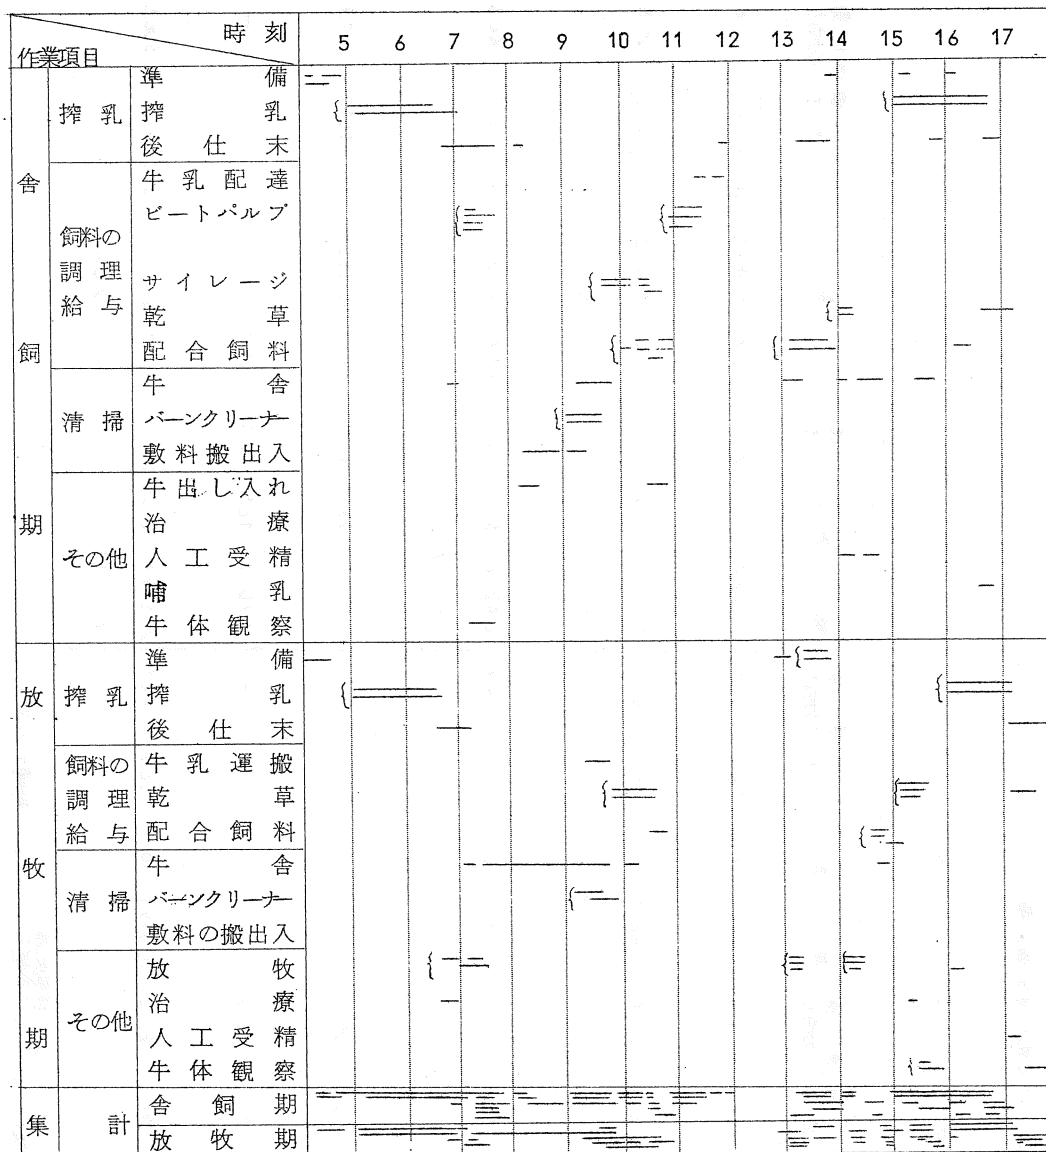 時刻
作業項目
5 6 7 8 9 10 11 12 13 14 15 16 17
舎飼期
搾乳
準備
搾乳
後仕末
飼料の調理給与
牛乳配達
ビートパルプ
サイレージ
乾草
配合飼料
清掃
牛舎
バーンクリーナー
敷料搬出入
その他
牛出し入れ
治療
人工受精
哺乳
牛体観察
放牧期
搾乳
準備
搾乳
後仕末
飼料の調理給与
牛乳運搬
乾草
配合飼料
清掃
牛舎
バーンクリーナー
敷料の搬出入
その他
放牧
治療
人工受精
牛体観察
集計
舎飼期
放牧期